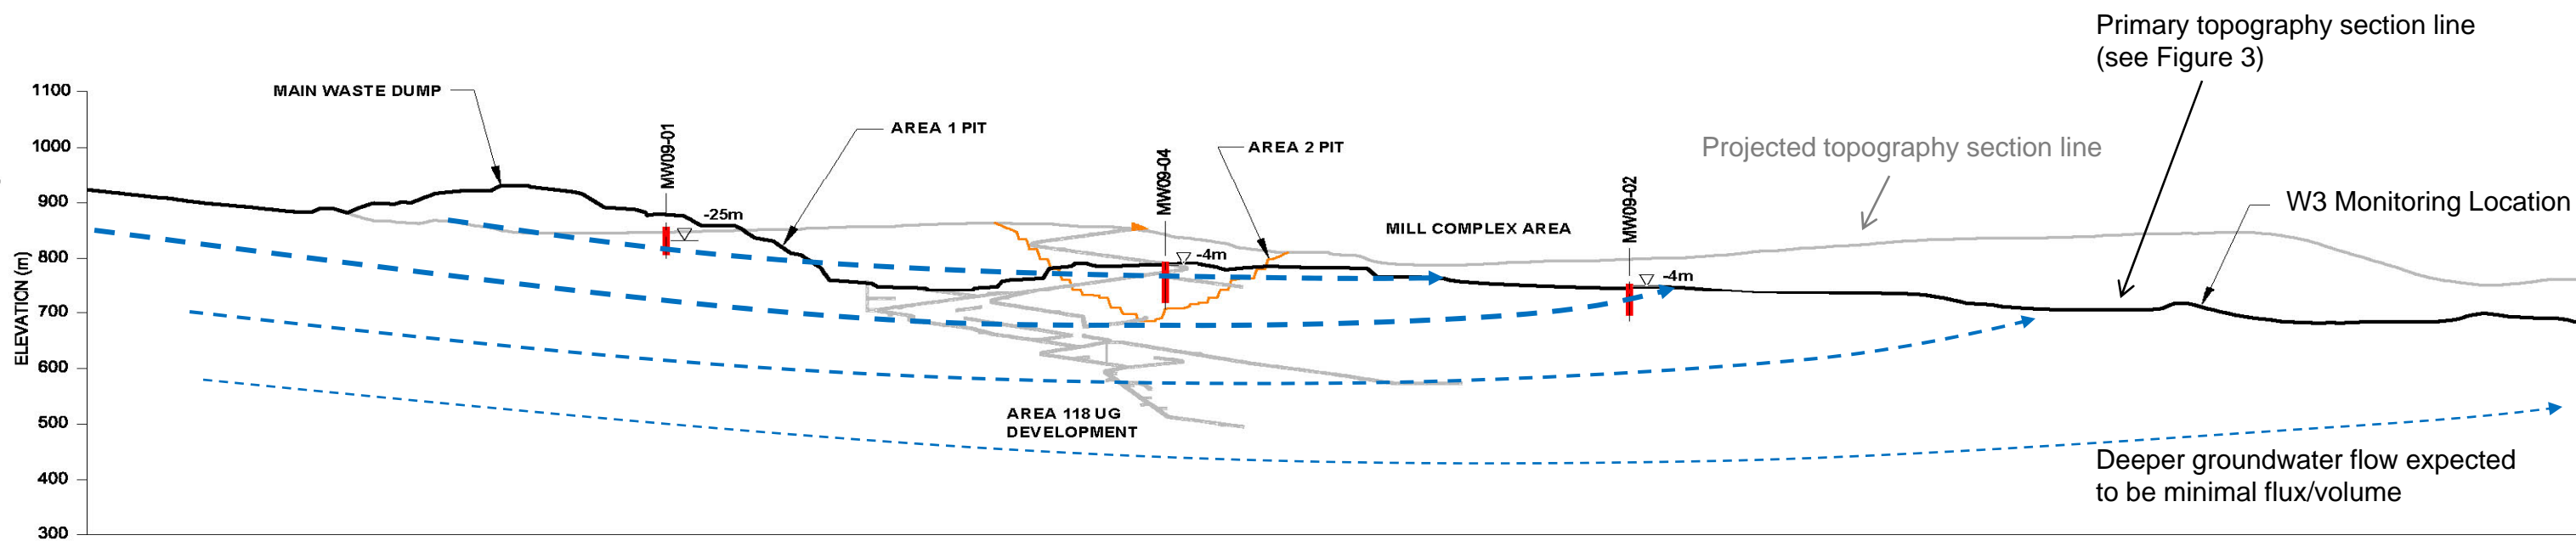 Primary topography section line
(see Figure 3)
1100
MAIN WASTE DUMP
MW09-01
AREA 1 PIT
MW09-04
AREA 2 PIT
1000
Projected topography section line
MW09-02
W3 Monitoring Location
900
-25m
MILL COMPLEX AREA
800
-4m
-4m
ELEVATION (m)
700
600
AREA 118 UG
DEVELOPMENT
500
Deeper groundwater flow expected
to be minimal flux/volume
400
300